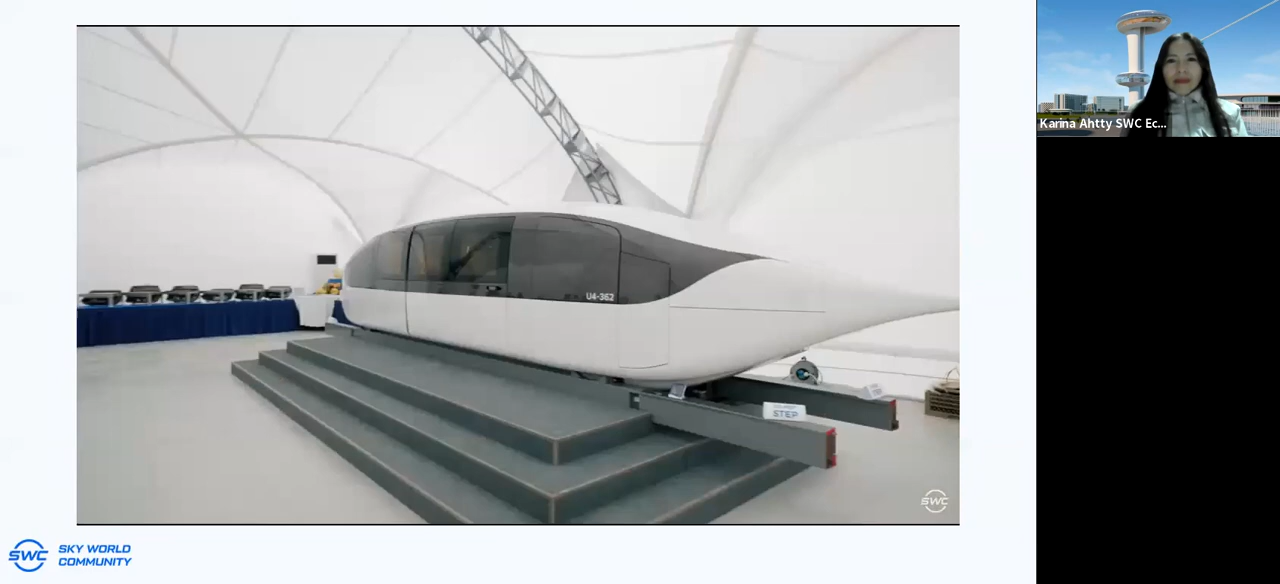 Karina Ahtty SWC Ec...
U4-362
STEP
SWC
SWC
SKY WORLD
COMMUNITY